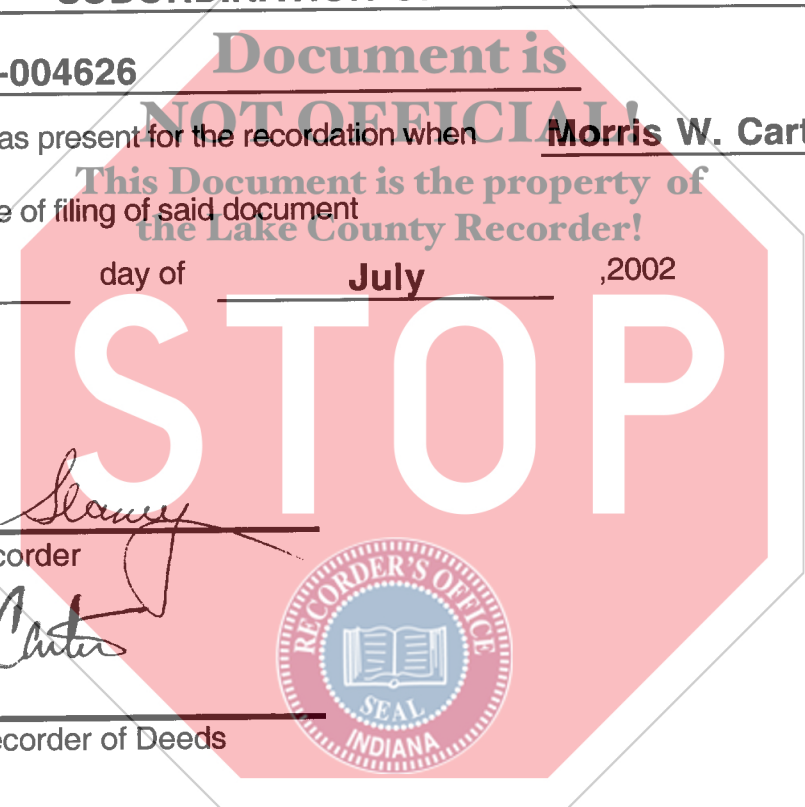 -004626
Document is
NOT OFFICIAL!
as present for the recordation when Morris W. Cart
This Document is the property of
e of filing of said document
the Lake County Recorder!
day of July ,2002
STOP
Seamey
corder
Carter
RECORDER'S OFFICE
SEAL
INDIANA
ecorder of Deeds